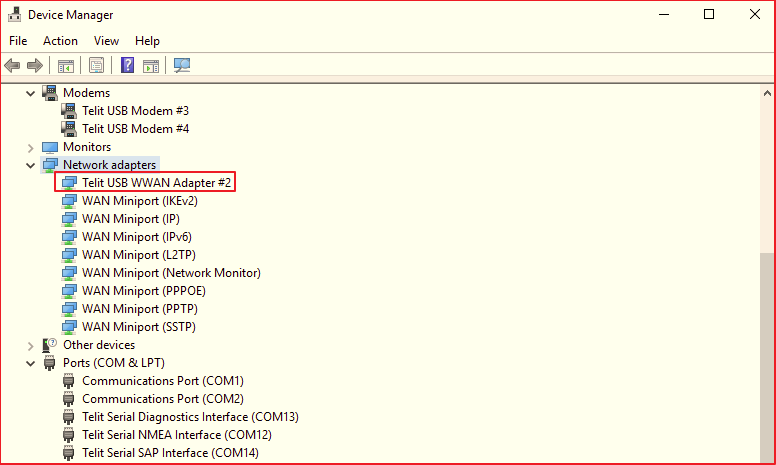 Device Manager
File Action View Help
Modems
Telit USB Modem #3
Telit USB Modem #4
Monitors
Network adapters
Telit USB WWAN Adapter #2
WAN Miniport (IKEv2)
WAN Miniport (IP)
WAN Miniport (IPv6)
WAN Miniport (L2TP)
WAN Miniport (Network Monitor)
WAN Miniport (PPPOE)
WAN Miniport (PPTP)
WAN Miniport (SSTP)
Other devices
Ports (COM & LPT)
Communications Port (COM1)
Communications Port (COM2)
Telit Serial Diagnostics Interface (COM13)
Telit Serial NMEA Interface (COM12)
Telit Serial SAP Interface (COM14)